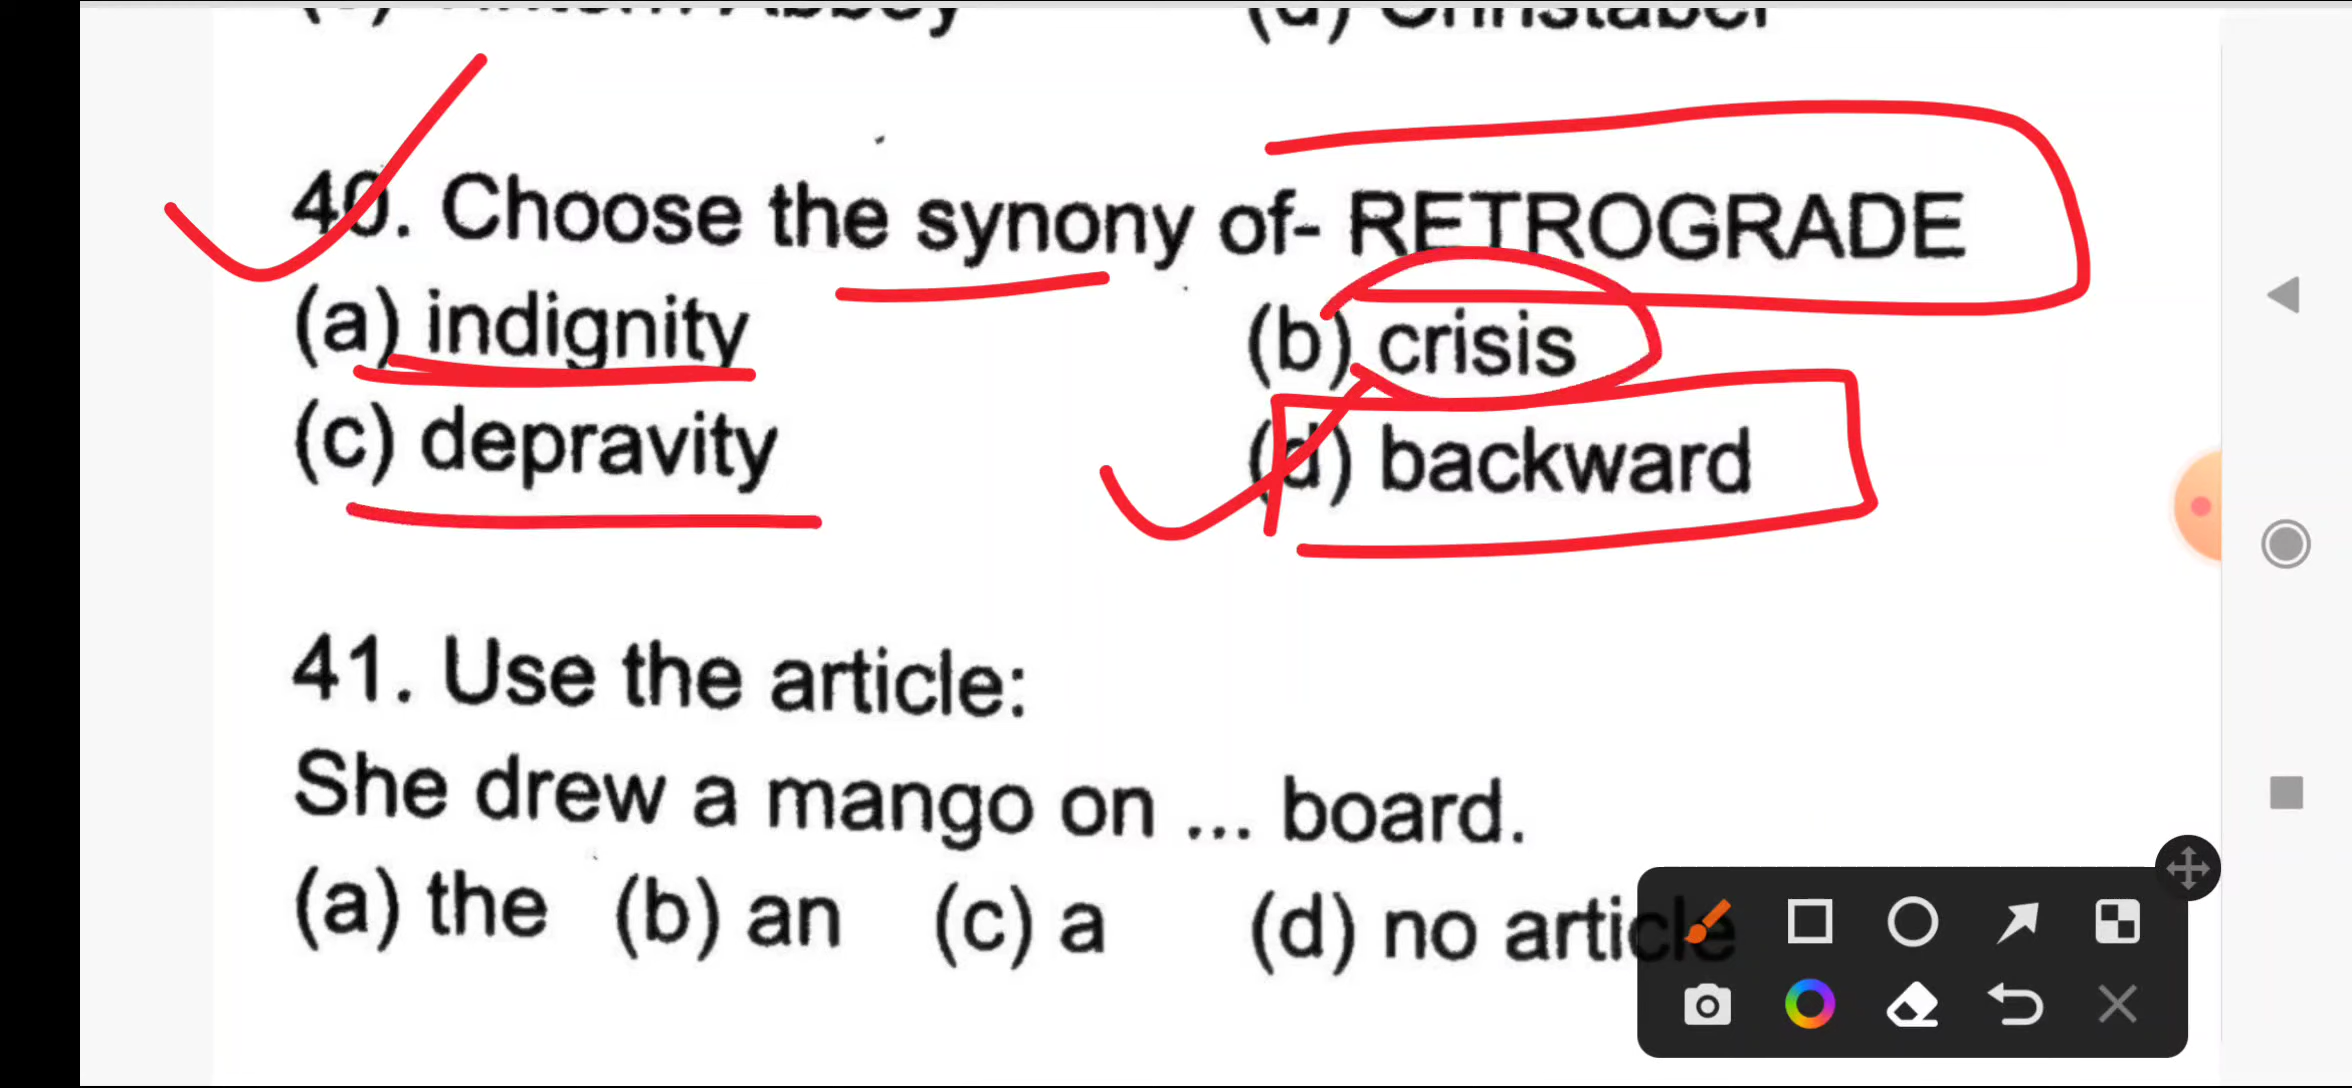 40. Choose the synony of- RETROGRADE
(a) indignity (b) crisis
(c) depravity (d) backward
41. Use the article:
She drew a mango on ... board.
(a) the (b) an (c) a (d) no article